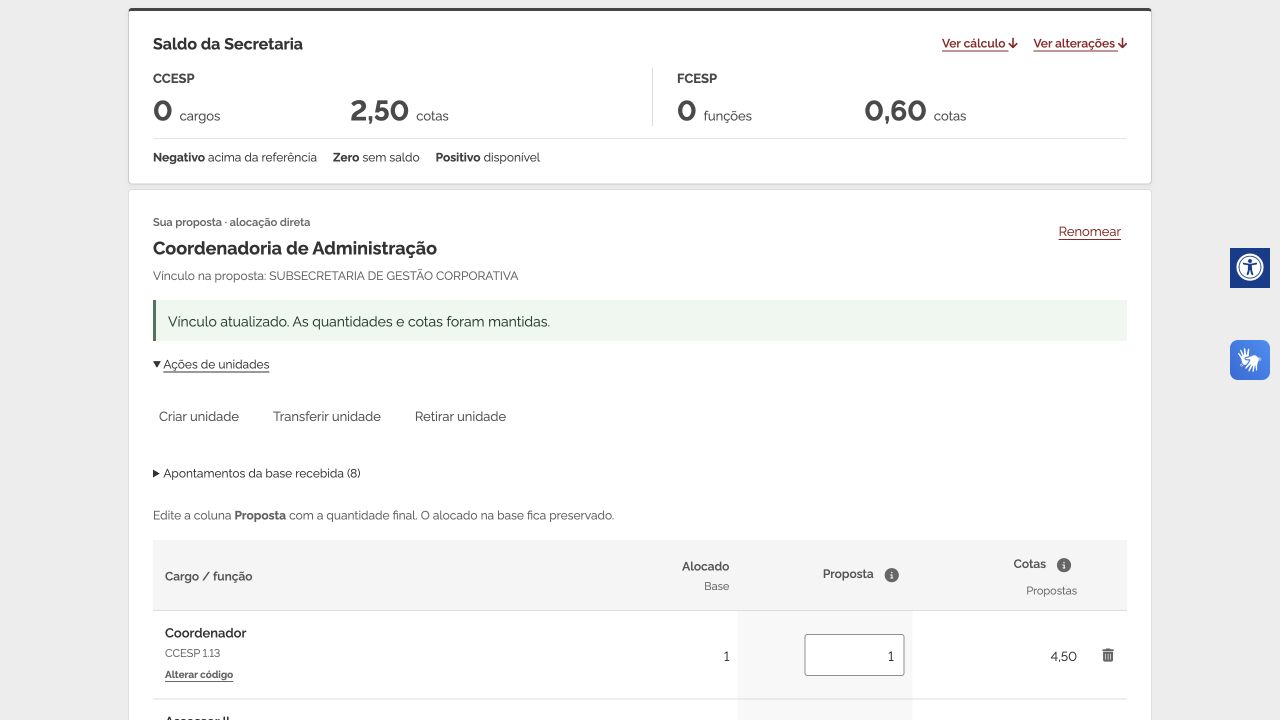 Saldo da Secretaria
Ver cálculo
Ver alterações
CCESP
0 cargos
2,50 cotas
FCESP
0 funções
0,60 cotas
Negativo acima da referência Zero sem saldo Positivo disponível
Sua proposta · alocação direta
Coordenadoria de Administração
Renomear
Vínculo na proposta: SUBSECRETARIA DE GESTÃO CORPORATIVA
Vínculo atualizado. As quantidades e cotas foram mantidas.
Ações de unidades
Criar unidade
Transferir unidade
Retirar unidade
Apontamentos da base recebida (8)
Edite a coluna Proposta com a quantidade final. O alocado na base fica preservado.
Cargo / função
Alocado
Base
Proposta
Cotas
Propostas
Coordenador
CCESP 1.13
Alterar código
1
1
4,50